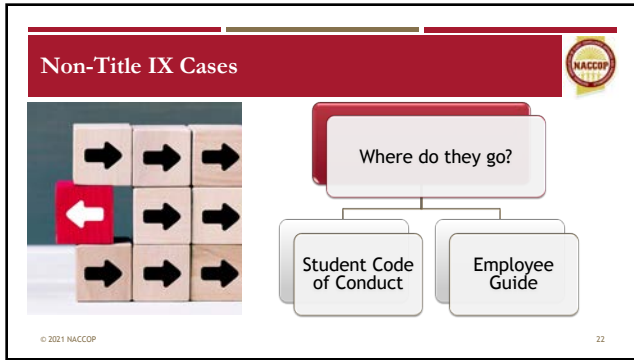 Non-Title IX Cases
NACCOP
Where do they go?
Student Code
of Conduct
Employee
Guide
© 2021 NACCOP
22